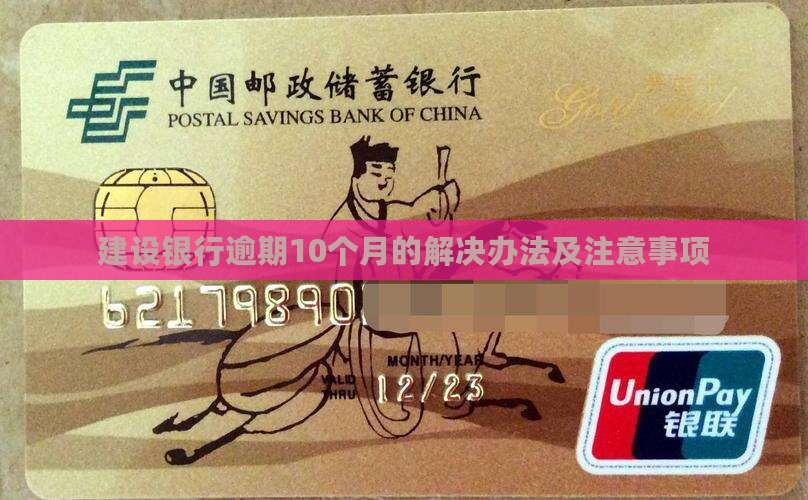 中国邮政储蓄银行
POSTAL SAVINGS BANK OF CHINA
建设银行逾期10个月的解决办法及注意事项
62179890
MONTH/YEAR
VALID
THRU
12/23
UnionPay
银联